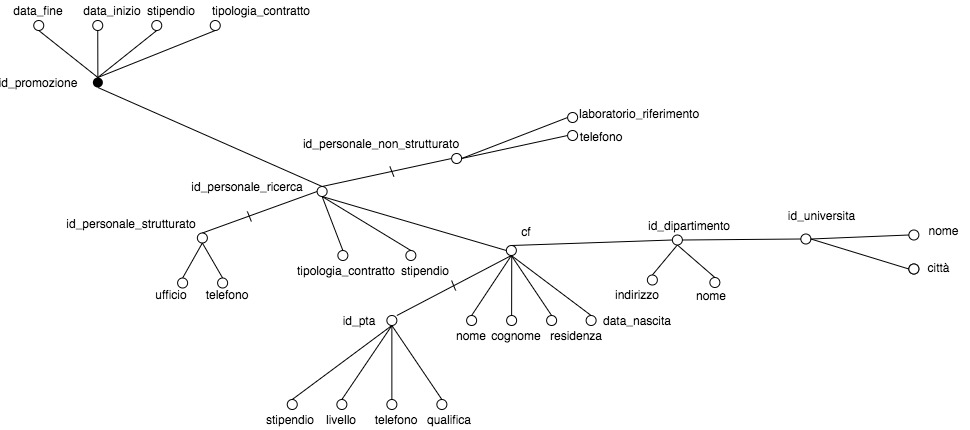 data_fine
data_inizio
stipendio
tipologia_contratto
id_promozione
laboratorio_riferimento
telefono
id_personale_non_strutturato
id_personale_ricerca
id_personale_strutturato
ufficio
telefono
tipologia_contratto
stipendio
cf
id_dipartimento
id_universita
nome
città
indirizzo
nome
id_pta
nome
cognome
residenza
data_nascita
stipendio
livello
telefono
qualifica